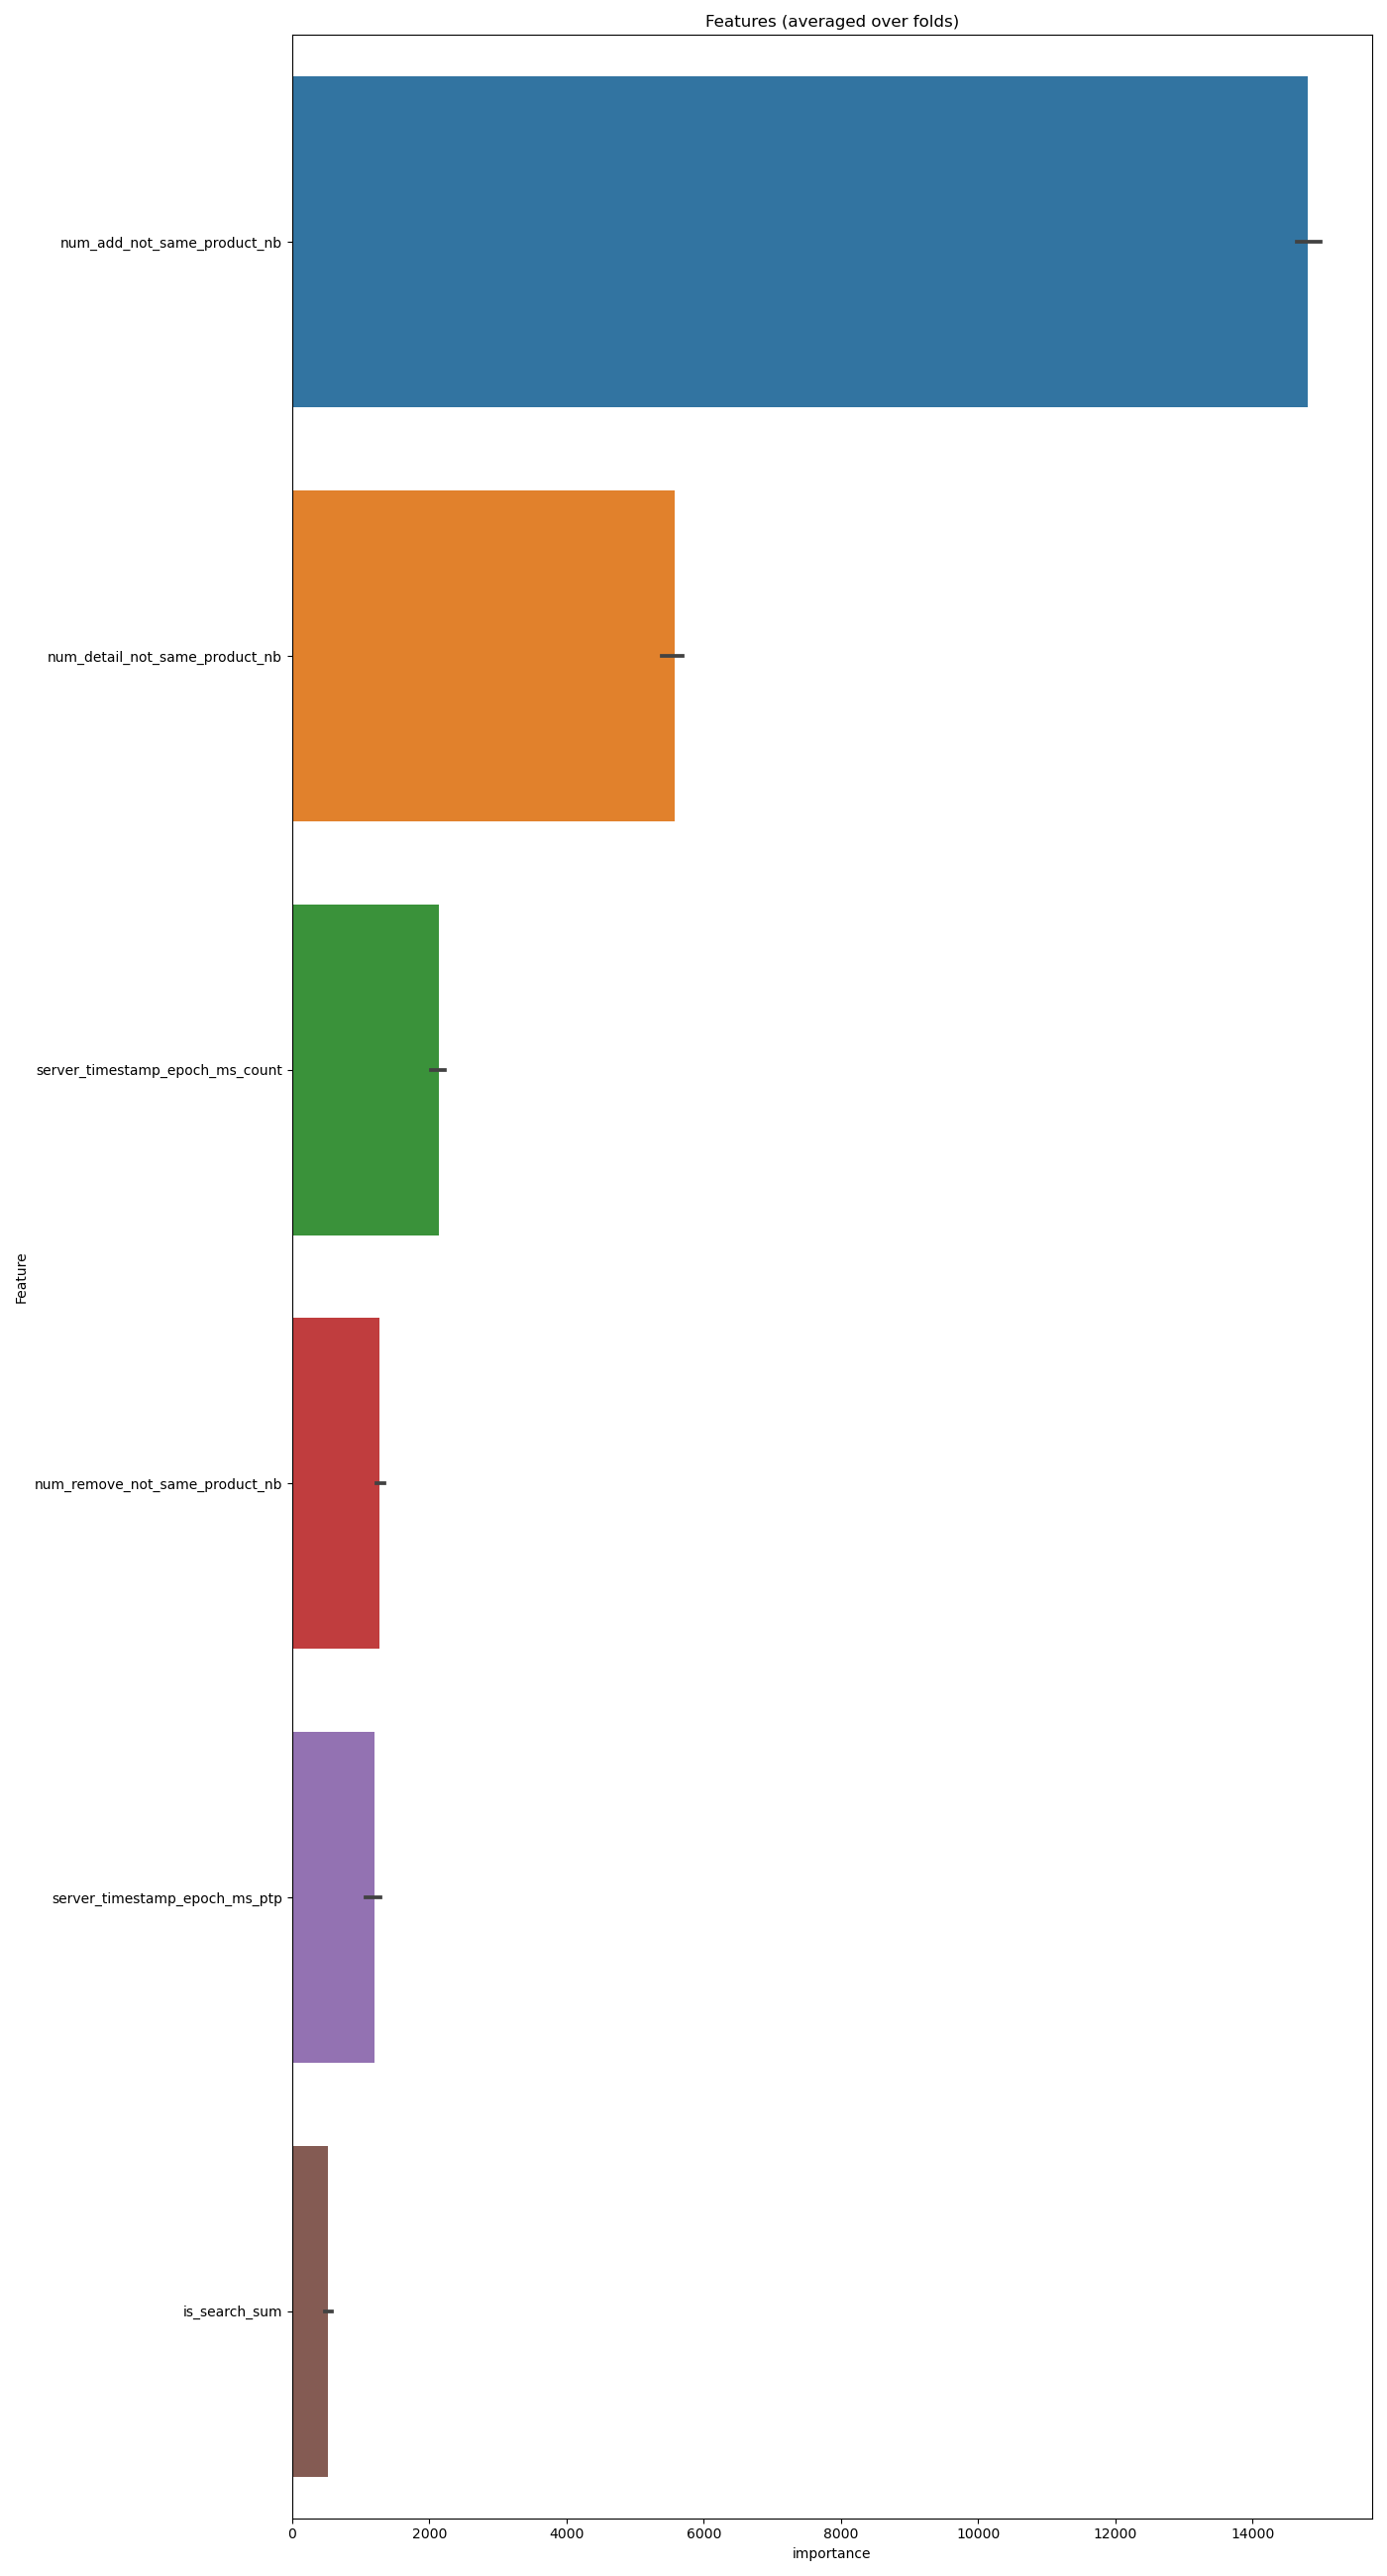 Features (averaged over folds)
num_add_not_same_product_nb
num_detail_not_same_product_nb
server_timestamp_epoch_ms_count
Feature
num_remove_not_same_product_nb
server_timestamp_epoch_ms_ptp
is_search_sum
0 2000 4000 6000 8000 10000 12000 14000
importance